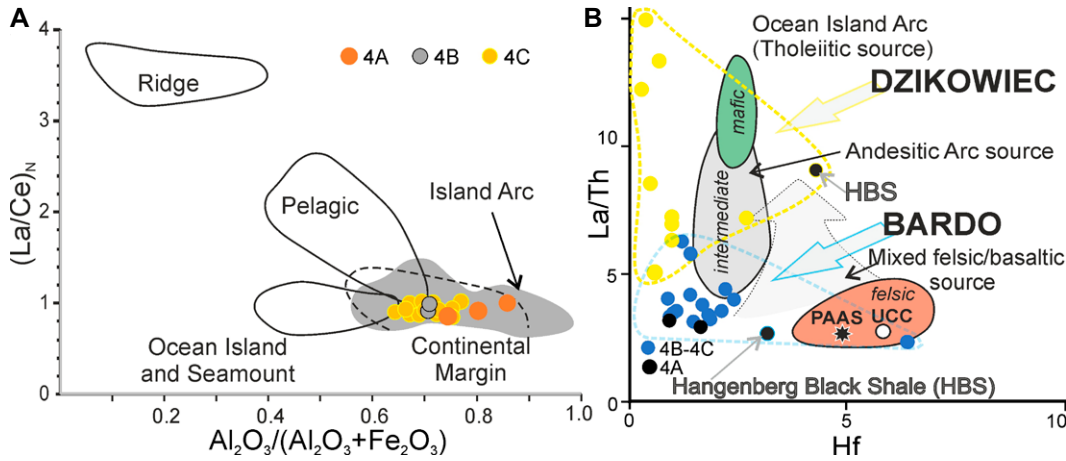 A
4
3
2
1
0
(La/Ce)N
Ridge
4A
4B
4C
Pelagic
Island Arc
Ocean Island
and Seamount
Continental
Margin
0
0.2
0.4
0.6
0.8
1.0
Al2O3/(Al2O3+Fe2O3)
B
15
10
5
0
La/Th
Ocean Island Arc
(Tholeiitic source)
DZIKOWIEC
mafic
Andesitic Arc source
HBS
intermediate
BARDO
Mixed felsic/basaltic
source
felsic
PAAS UCC
4B-4C
4A
Hangenberg Black Shale (HBS)
0
5
10
Hf